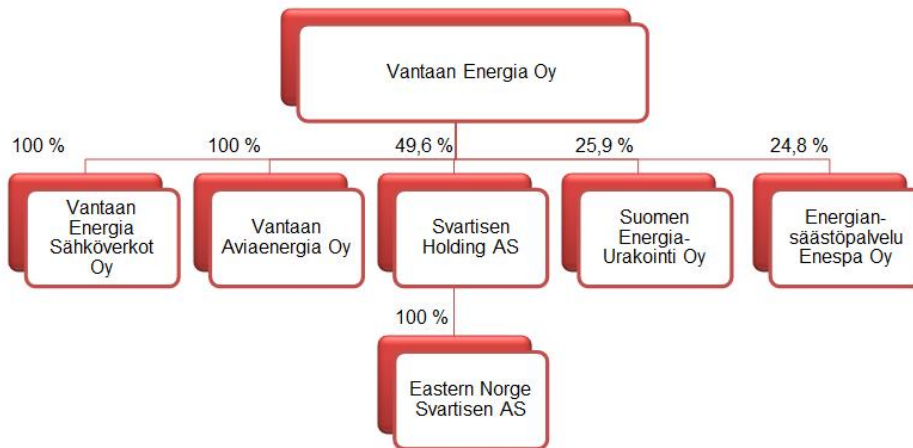 Vantaan Energia Oy
100 %
100 %
49,6 %
25,9 %
24,8 %
Vantaan
Energia
Sähköverkot
Oy
Vantaan
Aviaenergia Oy
Svartisen
Holding AS
Suomen
Energia-
Urakointi Oy
Energian-
säästöpalvelu
Enespa Oy
100 %
Eastern Norge
Svartisen AS